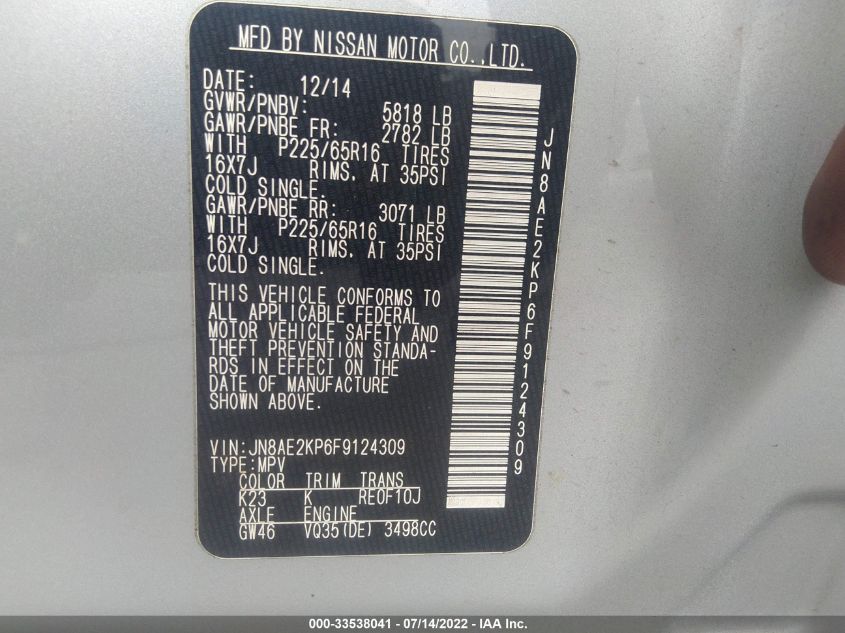 MFD BY NISSAN MOTOR CO.,LTD.
DATE: 12/14
GVWR/PNBV: 5818 LB
GAWR/PNBE FR: 2782 LB
WITH P225/65R16 TIRES
16X7J RIMS, AT 35PSI
COLD SINGLE.
GAWR/PNBE RR: 3071 LB
WITH P225/65R16 TIRES
16X7J RIMS, AT 35PSI
COLD SINGLE.
THIS VEHICLE CONFORMS TO
ALL APPLICABLE FEDERAL
MOTOR VEHICLE SAFETY AND
THEFT PREVENTION STANDA-
RDS IN EFFECT ON THE
DATE OF MANUFACTURE
SHOWN ABOVE.
VIN:JN8AE2KP6F9124309
TYPE:MPV
COLOR TRIM TRANS
K23 K RE0F10J
AXLE ENGINE
GW46 VQ35(DE) 3498CC
JN8AE2KP6F9124309
000-33538041 - 07/14/2022 - IAA Inc.